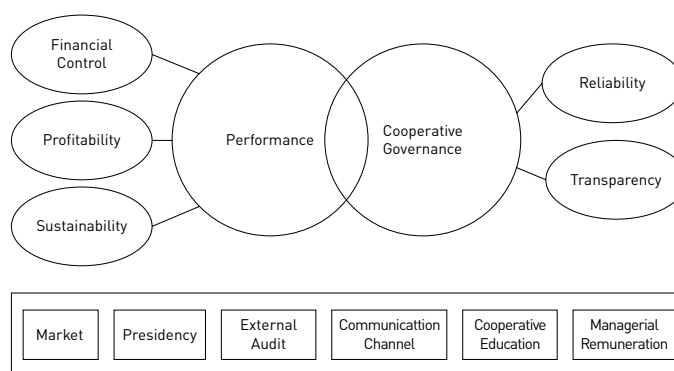 Financial
Control
Profitability
Sustainability
Performance
Cooperative
Governance
Reliability
Transparency
Market
Presidency
External
Audit
Communicattion
Channel
Cooperative
Education
Managerial
Remuneration